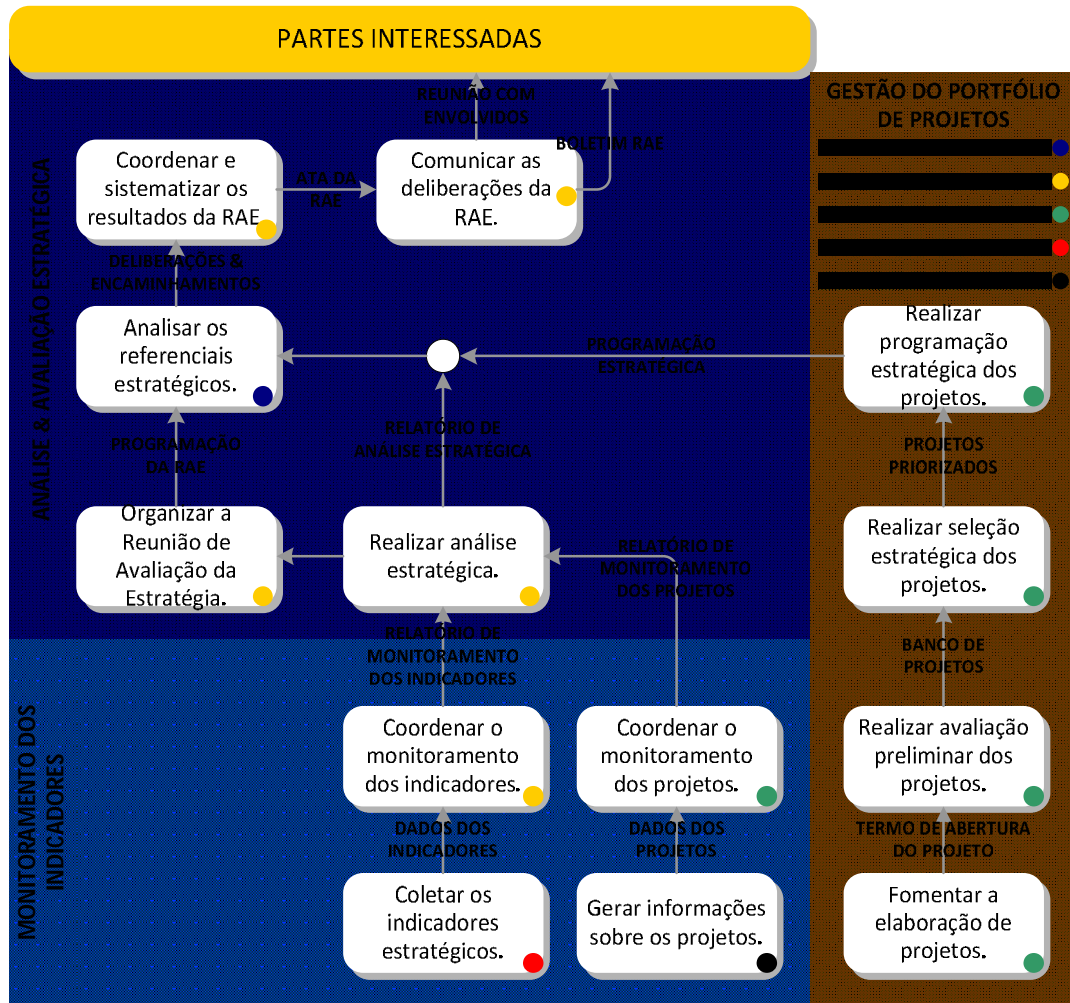 PARTES INTERESSADAS
GESTÃO DO PORTFÓLIO
DE PROJETOS
ANÁLISE & AVALIAÇÃO ESTRATÉGICA
REUNIÃO COM
ENVOLVIDOS
BOLETIM RAE
Coordenar e
sistematizar os
resultados da RAE
ATA DA
RAE
Comunicar as
deliberações da
RAE.
DELIBERAÇÕES &
ENCAMINHAMENTOS
Analisar os
referenciais
estratégicos.
PROGRAMAÇÃO
ESTRATÉGICA
Realizar
programação
estratégica dos
projetos.
PROGRAMAÇÃO
DA RAE
RELATÓRIO DE
ANÁLISE ESTRATÉGICA
PROJETOS
PRIORIZADOS
Organizar a
Reunião de
Avaliação da
Estratégia.
Realizar análise
estratégica.
RELATÓRIO DE
MONITORAMENTO
DOS PROJETOS
Realizar seleção
estratégica dos
projetos.
MONITORAMENTO DOS
INDICADORES
RELATÓRIO DE
MONITORAMENTO
DOS INDICADORES
BANCO DE
PROJETOS
Coordenar o
monitoramento
dos indicadores.
Coordenar o
monitoramento
dos projetos.
Realizar avaliação
preliminar dos
projetos.
DADOS DOS
INDICADORES
DADOS DOS
PROJETOS
TERMO DE ABERTURA
DO PROJETO
Coletar os
indicadores
estratégicos.
Gerar informações
sobre os projetos.
Fomentar a
elaboração de
projetos.